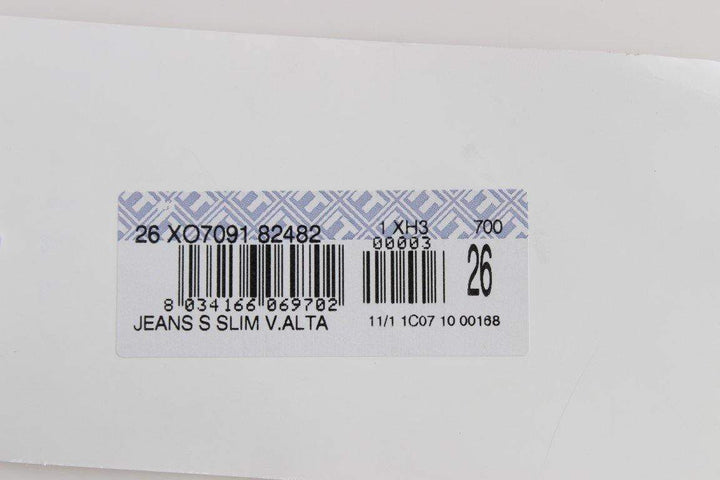 26 XO7091 82482
1 XH3 700
00003
26
8 034166 069702
JEANS S SLIM V.ALTA
11/1 1C07 10 00168